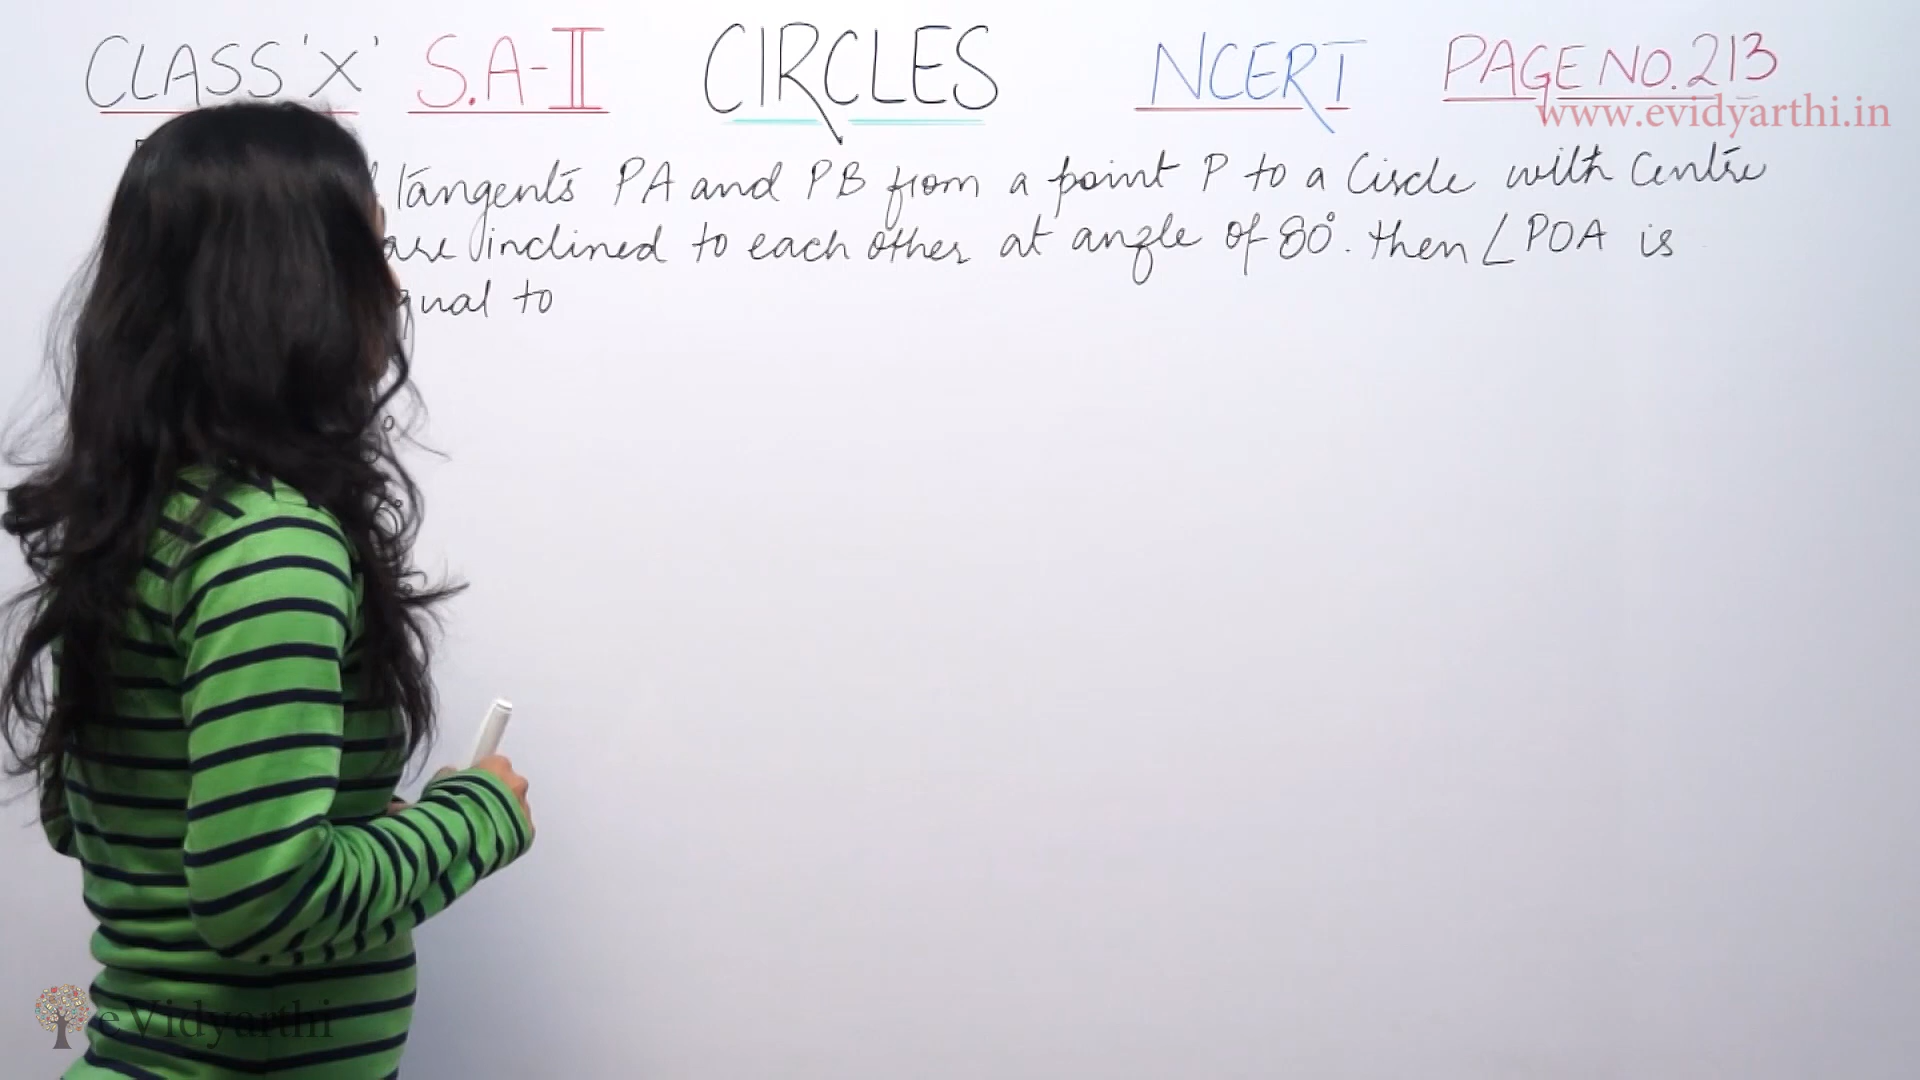 CLASS 'X' S.A-II CIRCLES NCERT PAGE NO. 213
www.evidyarthi.in
tangents PA and PB from a point P to a Circle with Centre
are inclined to each other at angle of 80°. then ∠POA is
qual to
eVidyarthi